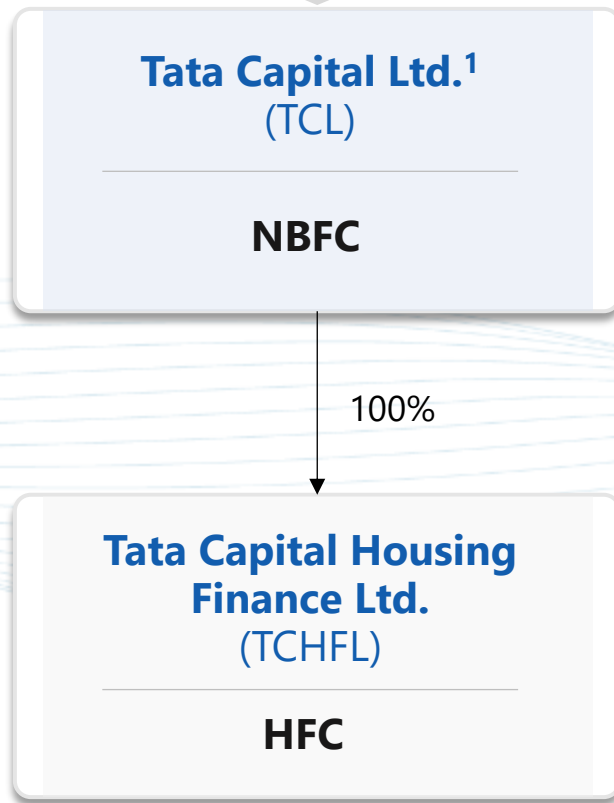 Tata Capital Ltd.¹
(TCL)
NBFC
100%
Tata Capital Housing
Finance Ltd.
(TCHFL)
HFC